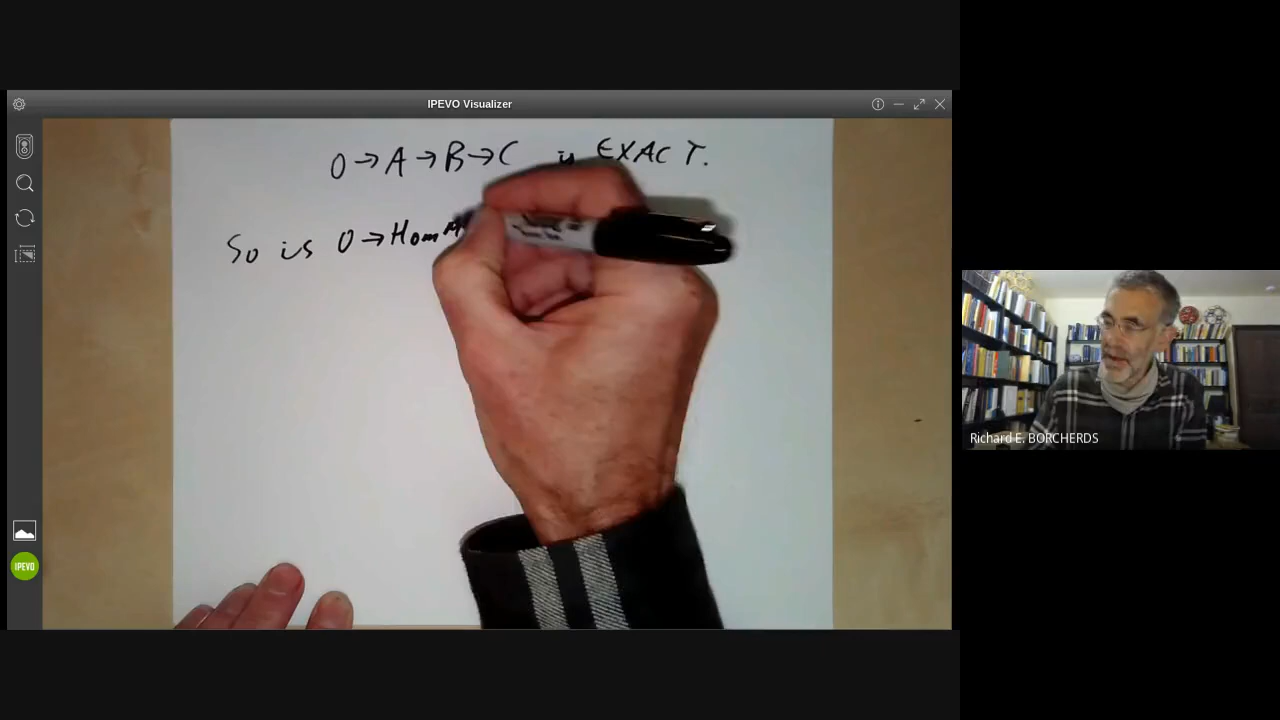 IPEVO Visualizer
0→A→B→C is EXACT.
So is 0→Hom
Richard E. BORCHERDS
IPEVO